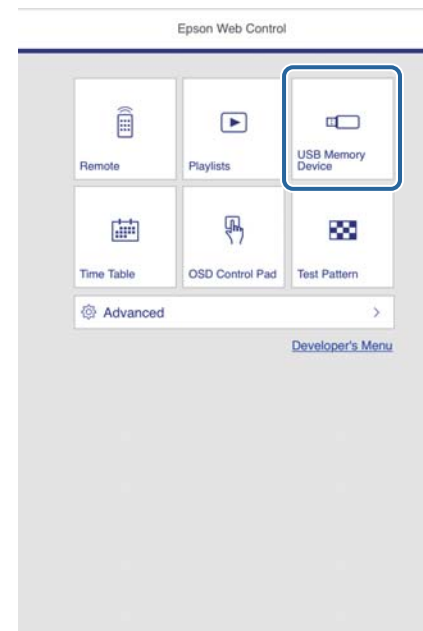 Epson Web Control
Remote
Playlists
USB Memory
Device
Time Table
OSD Control Pad
Test Pattern
Advanced
Developer's Menu